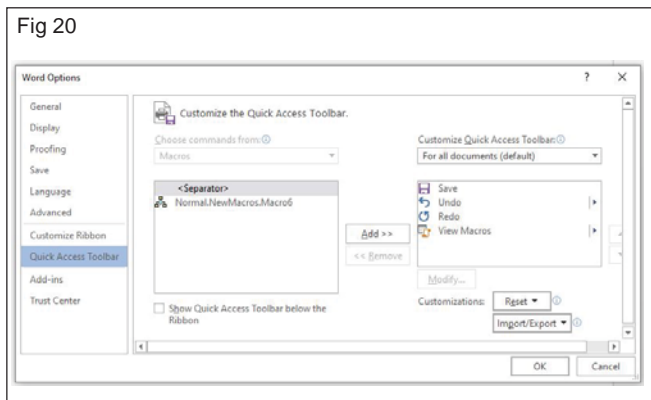 Fig 20
Word Options
? ×
General
Display
Proofing
Save
Language
Advanced
Customize Ribbon
Quick Access Toolbar
Add-ins
Trust Center
Customize the Quick Access Toolbar.
Choose commands from:
Macros
<Separator>
Normal.NewMacros.Macro6
Show Quick Access Toolbar below the
Ribbon
Add >>
<< Remove
Customize Quick Access Toolbar:
For all documents (default)
Save
Undo
Redo
View Macros
Modify...
Customizations: Reset
Import/Export
OK Cancel